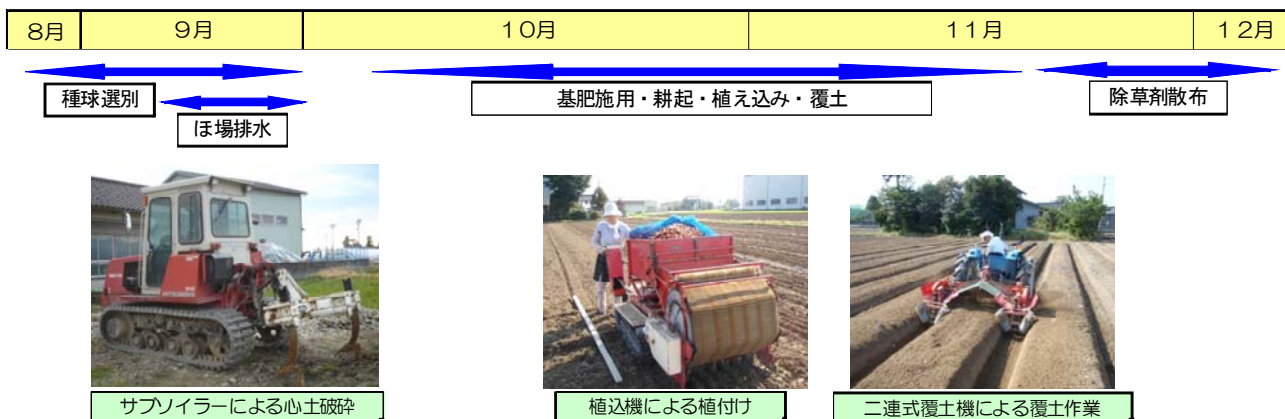 8月 9月 10月 11月 12月
種球選別
ほ場排水
基肥施用・耕起・植え込み・覆土
除草剤散布
サブソイラーによる心土破砕
植込機による植付け
二連式覆土機による覆土作業